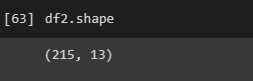 [63] df2.shape
(215, 13)